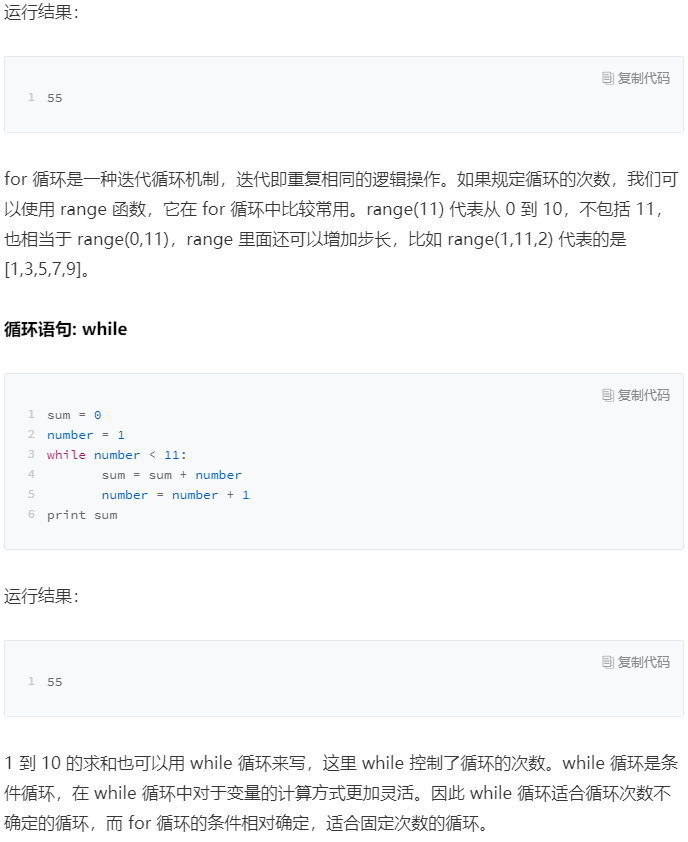 运行结果：
复制代码
1 55
for 循环是一种迭代循环机制，迭代即重复相同的逻辑操作。如果规定循环的次数，我们可
以使用 range 函数，它在 for 循环中比较常用。range(11) 代表从 0 到 10，不包括 11，
也相当于 range(0,11)，range 里面还可以增加步长，比如 range(1,11,2) 代表的是
[1,3,5,7,9]。
循环语句: while
复制代码
1 sum = 0
2 number = 1
3 while number < 11:
4        sum = sum + number
5        number = number + 1
6 print sum
运行结果：
复制代码
1 55
1 到 10 的求和也可以用 while 循环来写，这里 while 控制了循环的次数。while 循环是条
件循环，在 while 循环中对于变量的计算方式更加灵活。因此 while 循环适合循环次数不
确定的循环，而 for 循环的条件相对确定，适合固定次数的循环。